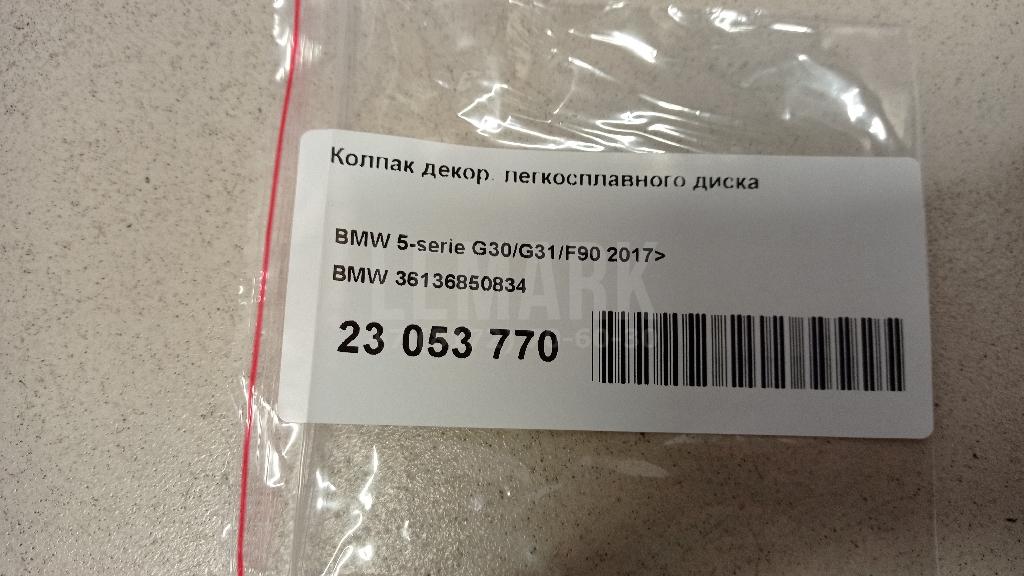 Колпак декор. легкосплавного диска
BMW 5-serie G30/G31/F90 2017>
BMW 36136850834
23 053 770